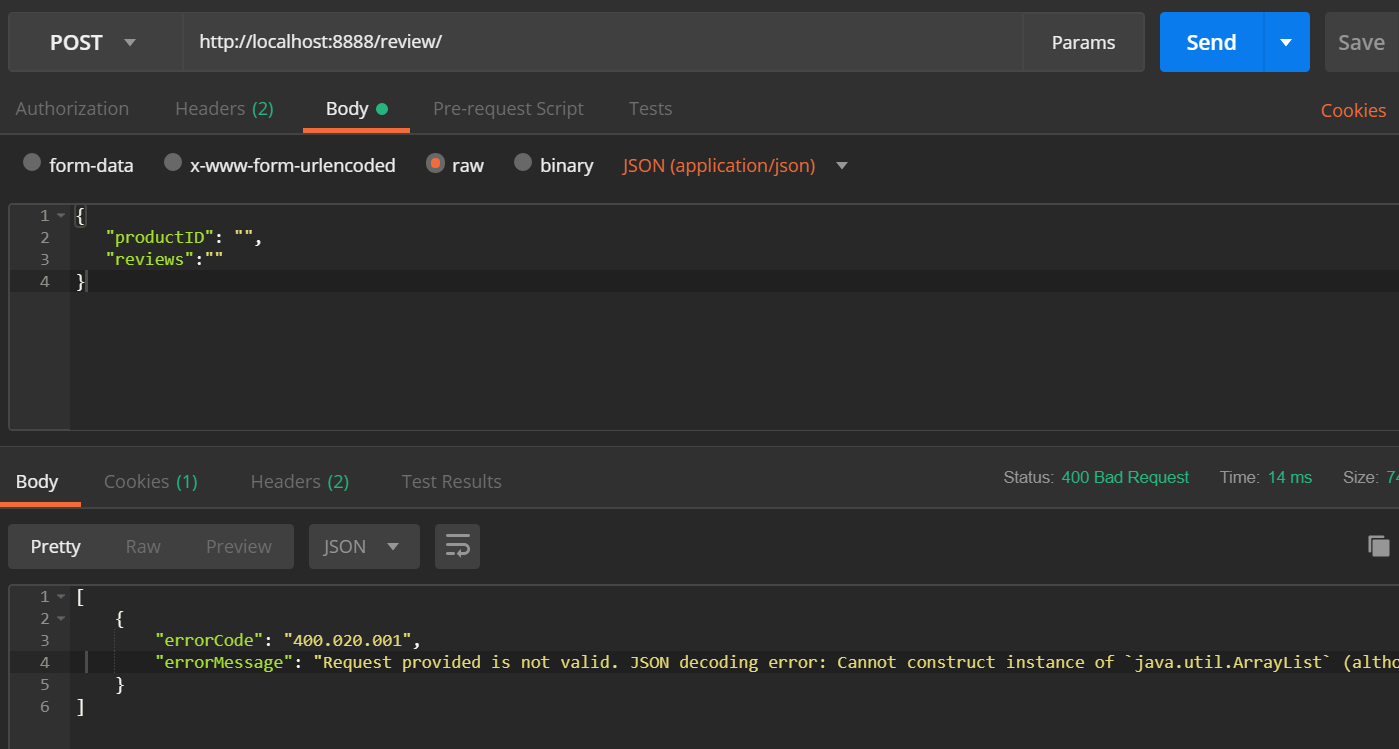 POST http://localhost:8888/review/ Params Send Save
Authorization Headers (2) Body Pre-request Script Tests Cookies
form-data x-www-form-urlencoded raw binary JSON (application/json)
1 {
2 "productID": "",
3 "reviews":""
4 }
Body Cookies (1) Headers (2) Test Results Status: 400 Bad Request Time: 14 ms Size: 74
Pretty Raw Preview JSON
1 [
2 {
3 "errorCode": "400.020.001",
4 "errorMessage": "Request provided is not valid. JSON decoding error: Cannot construct instance of `java.util.ArrayList` (altho
5 }
6 ]